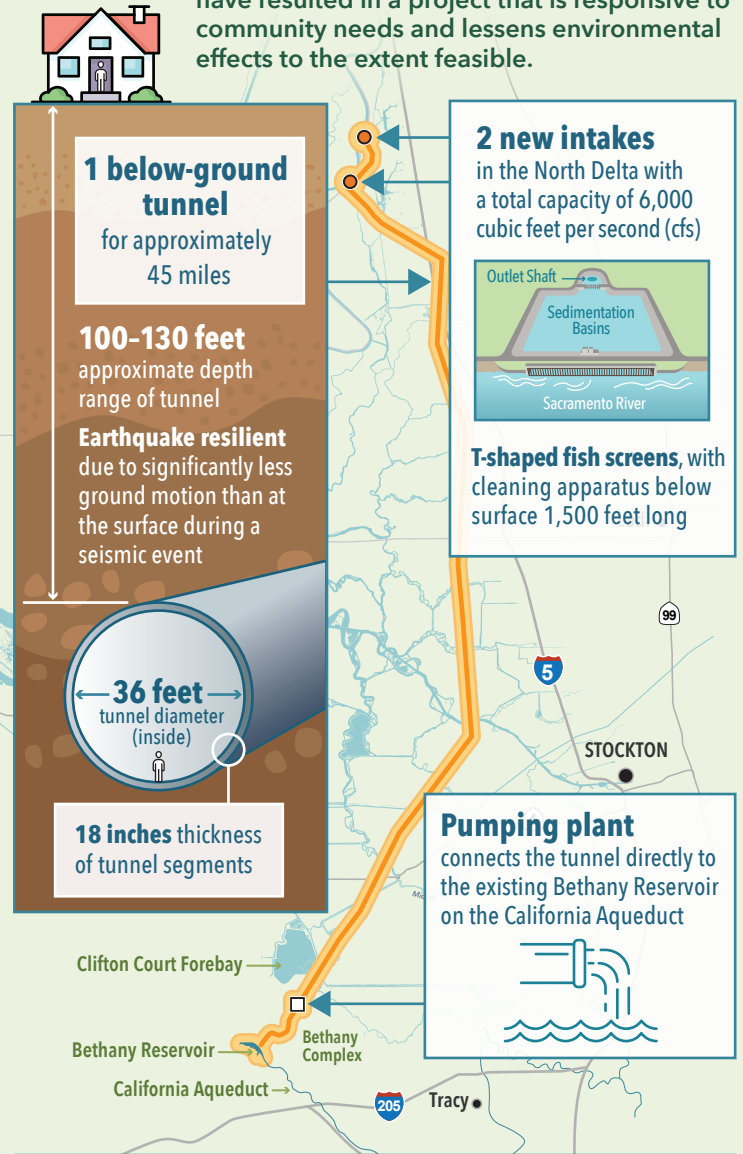 have resulted in a project that is responsive to
community needs and lessens environmental
effects to the extent feasible.
1 below-ground
tunnel
for approximately
45 miles
100–130 feet
approximate depth
range of tunnel
Earthquake resilient
due to significantly less
ground motion than at
the surface during a
seismic event
36 feet
tunnel diameter
(inside)
18 inches thickness
of tunnel segments
2 new intakes
in the North Delta with
a total capacity of 6,000
cubic feet per second (cfs)
Outlet Shaft
Sedimentation
Basins
Sacramento River
T-shaped fish screens, with
cleaning apparatus below
surface 1,500 feet long
99
5
STOCKTON
Pumping plant
connects the tunnel directly to
the existing Bethany Reservoir
on the California Aqueduct
Clifton Court Forebay
Bethany Reservoir
Bethany
Complex
California Aqueduct
205
Tracy